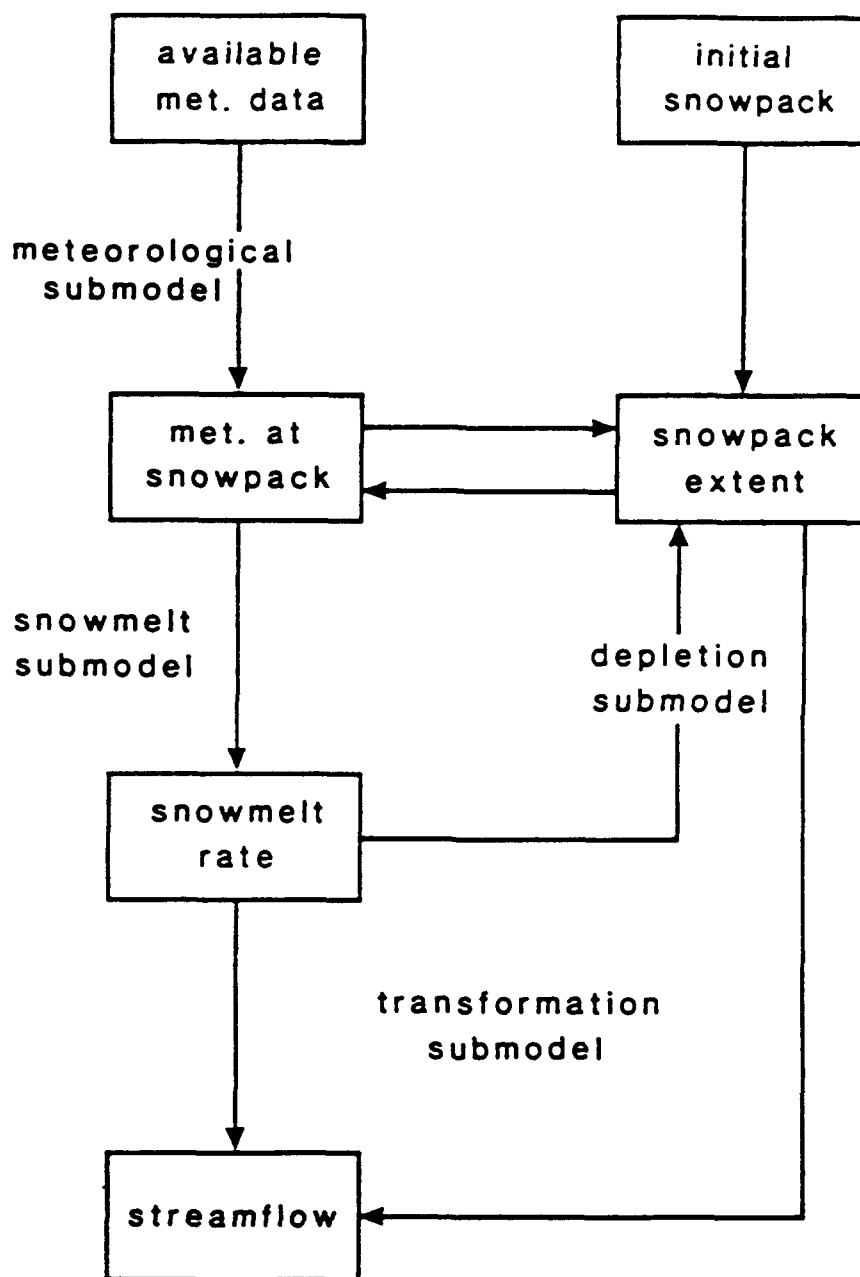 available
met. data
initial
snowpack
meteorological
submodel
met. at
snowpack
snowpack
extent
snowmelt
submodel
depletion
submodel
snowmelt
rate
transformation
submodel
streamflow